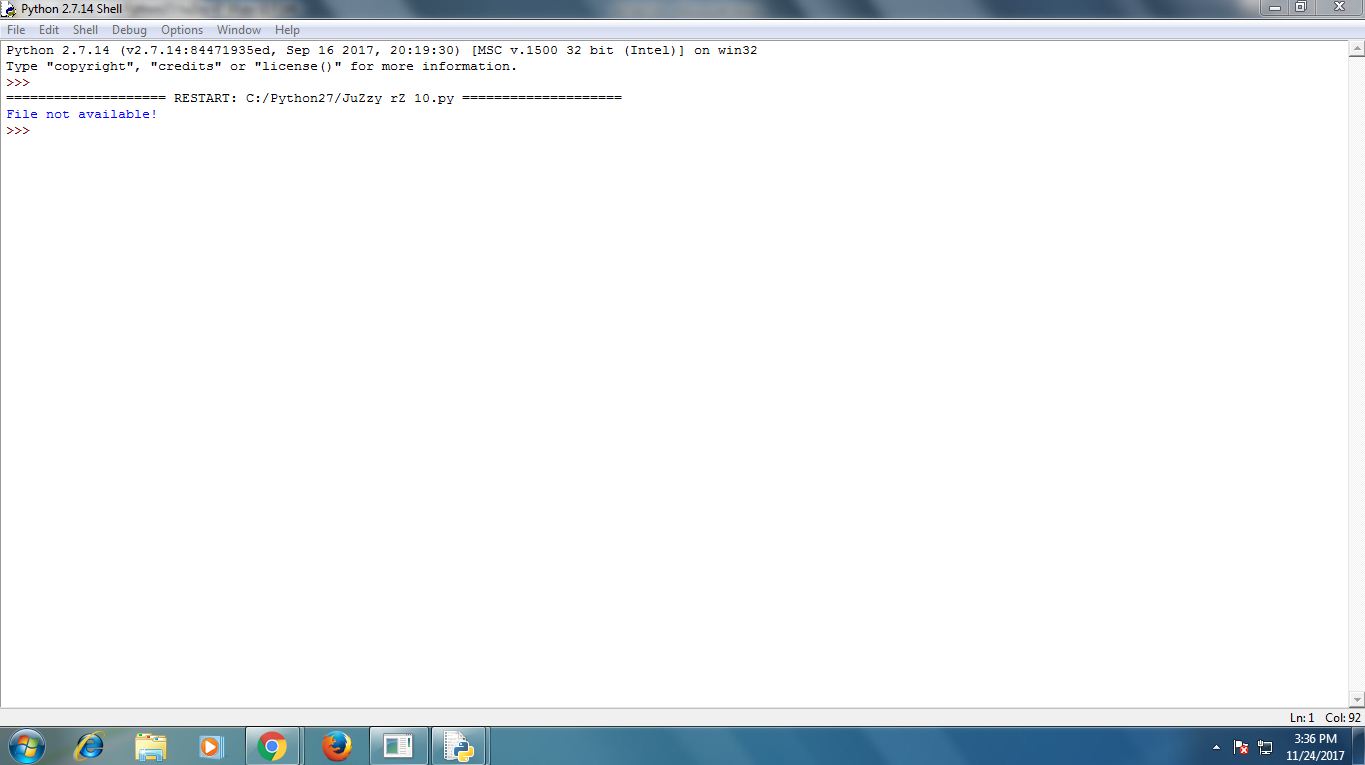 Python 2.7.14 Shell
File Edit Shell Debug Options Window Help
Python 2.7.14 (v2.7.14:84471935ed, Sep 16 2017, 20:19:30) [MSC v.1500 32 bit (Intel)] on win32
Type "copyright", "credits" or "license()" for more information.
>>>
==================== RESTART: C:/Python27/JuZzy rZ 10.py ====================
File not available!
>>>
Ln: 1 Col: 92
3:36 PM
11/24/2017